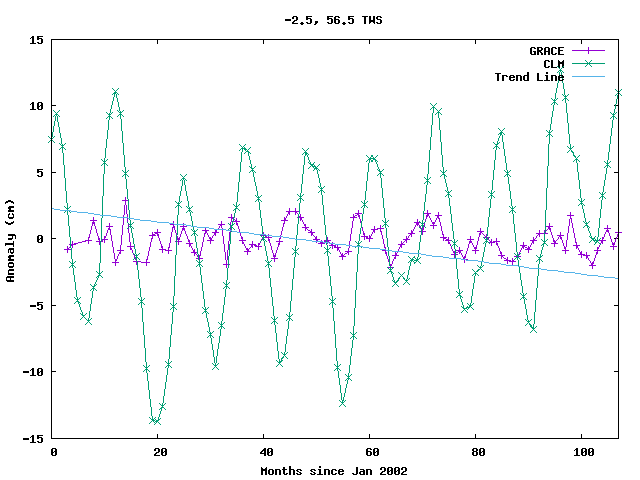 -2.5, 56.5 TWS
15
10
5
0
-5
-10
-15
Anomaly (cm)
GRACE
CLM
Trend Line
0 20 40 60 80 100
Months since Jan 2002